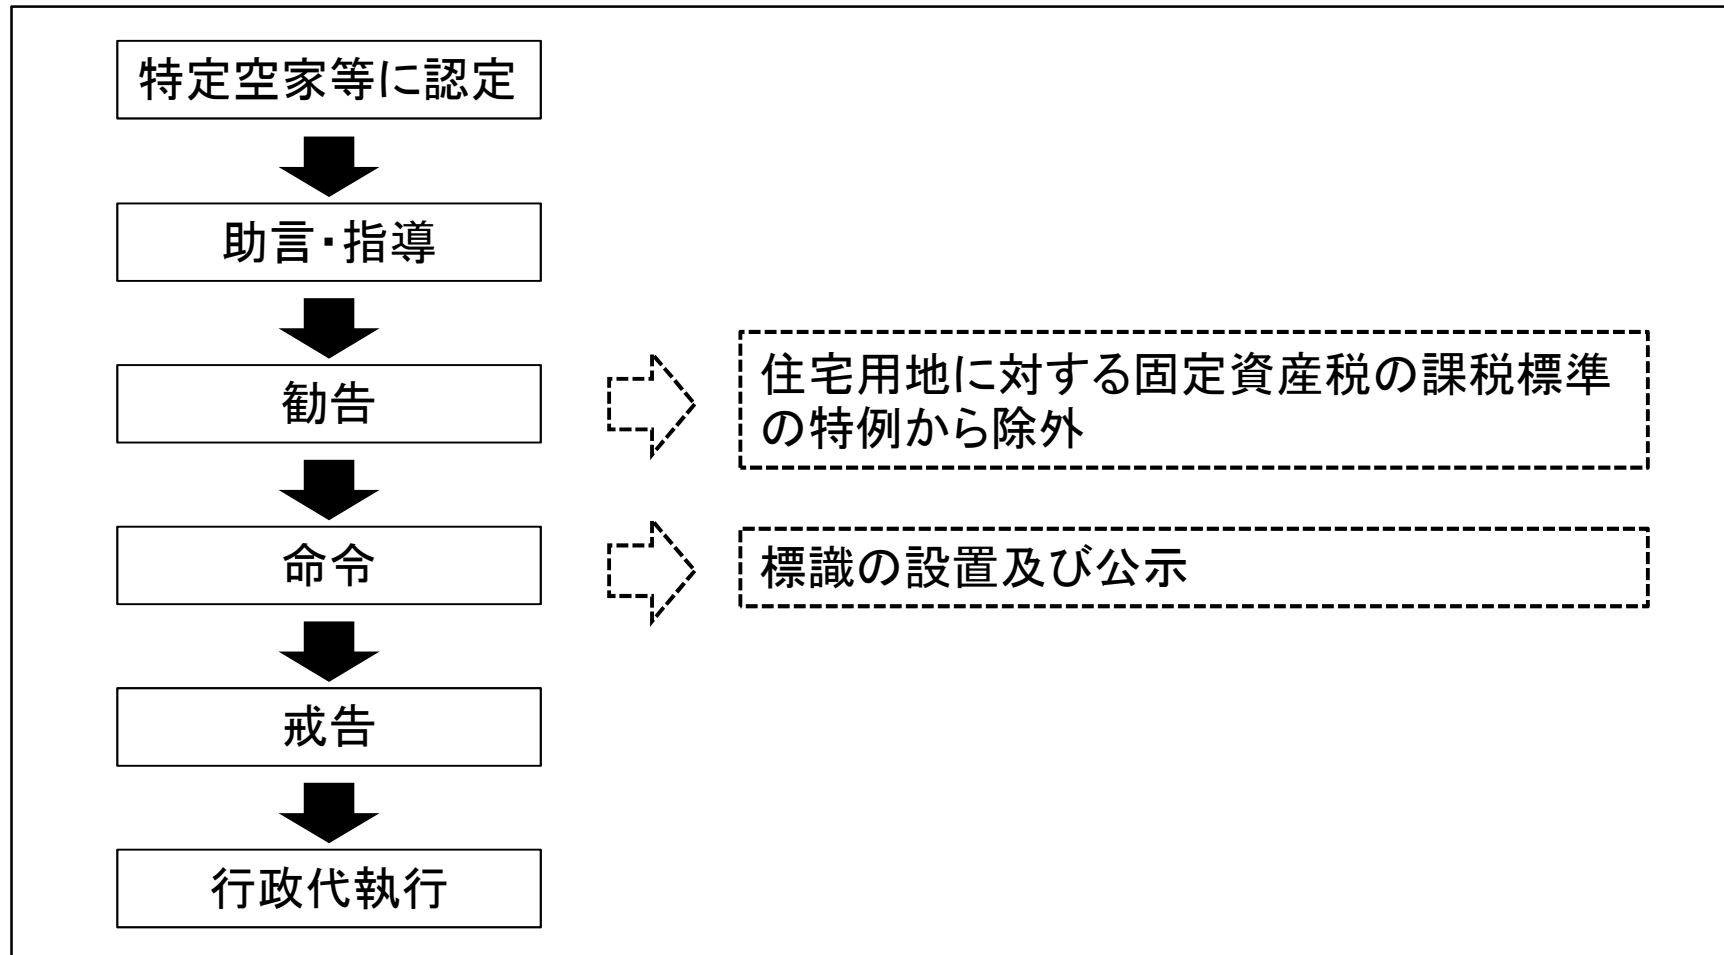 特定空家等に認定
助言・指導
勧告
住宅用地に対する固定資産税の課税標準
の特例から除外
命令
標識の設置及び公示
戒告
行政代執行